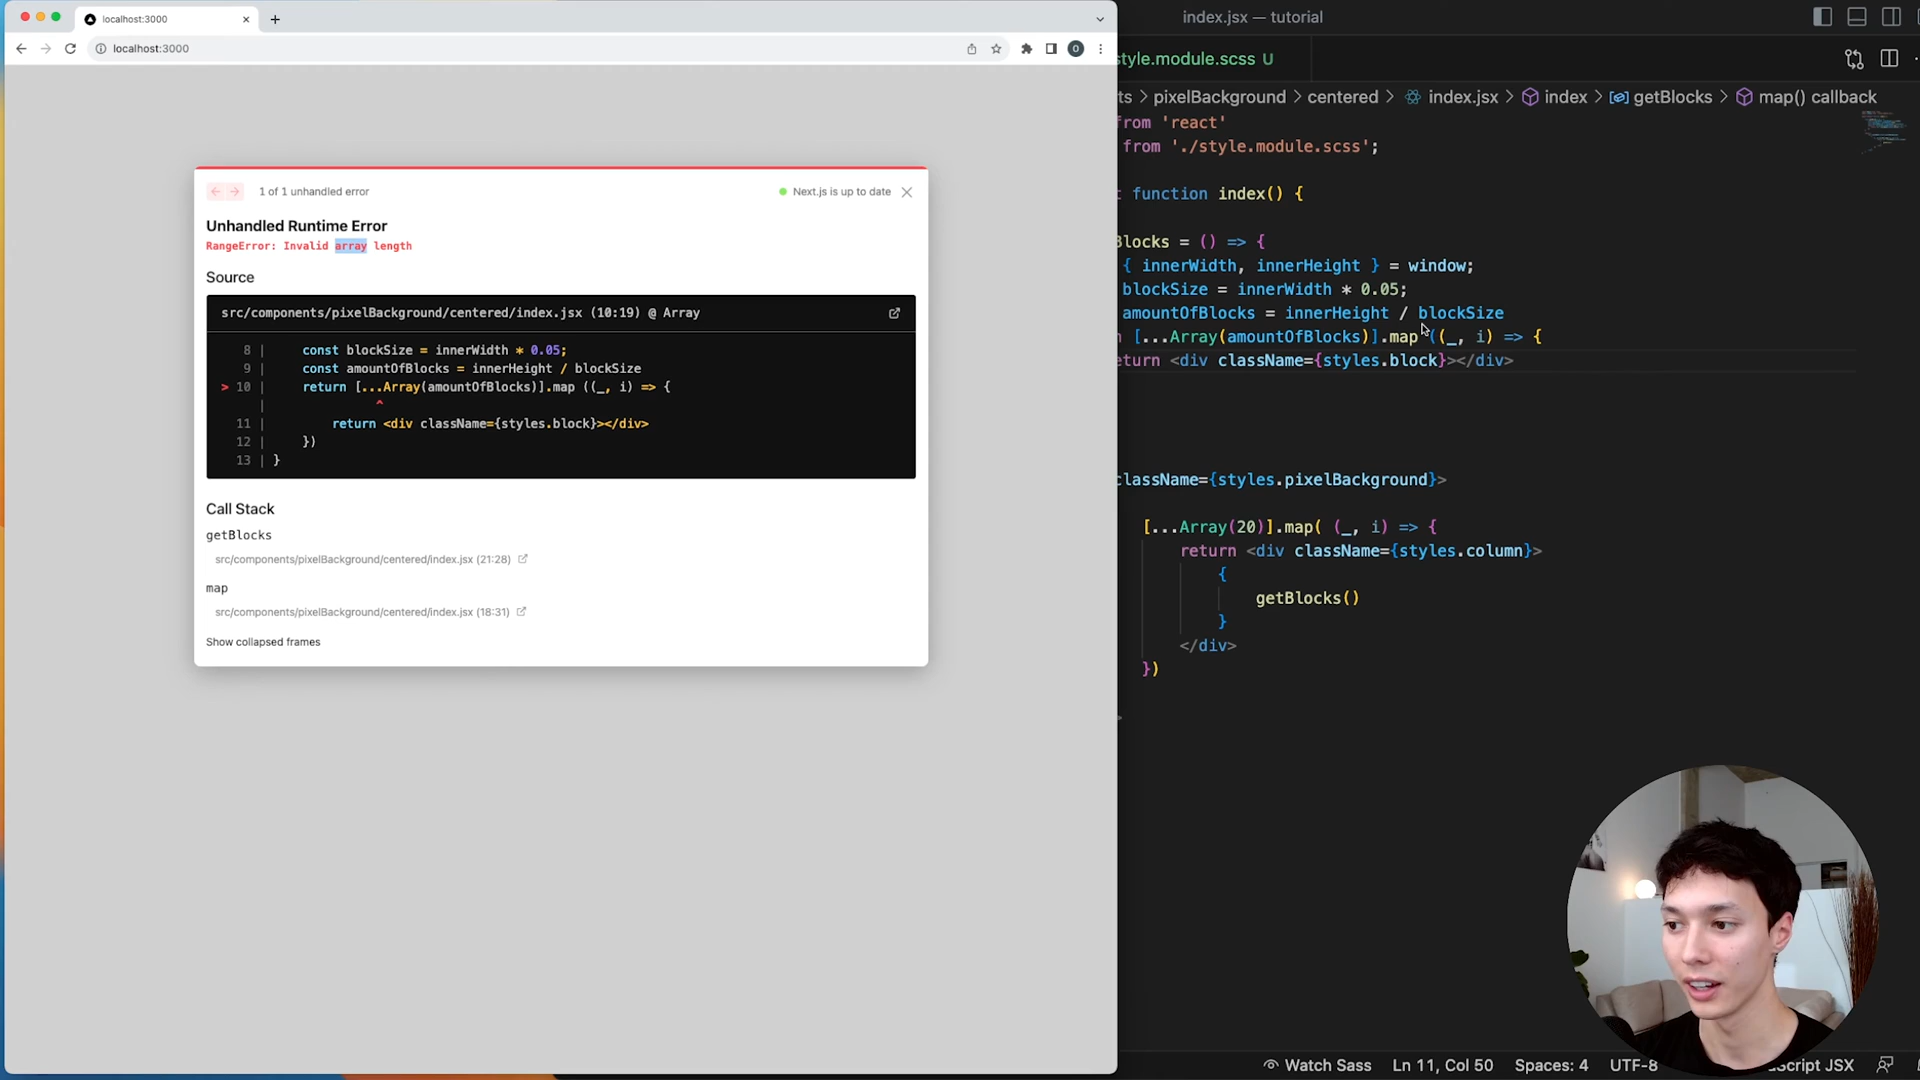 localhost:3000
localhost:3000
O
1 of 1 unhandled error
Next.js is up to date
Unhandled Runtime Error
RangeError: Invalid array length
Source
src/components/pixelBackground/centered/index.jsx (10:19) @ Array
8 | const blockSize = innerWidth * 0.05;
9 | const amountOfBlocks = innerHeight / blockSize
> 10 | return [...Array(amountOfBlocks)].map ((_, i) => {
| ^
11 | return <div className={styles.block}></div>
12 | })
13 | }
Call Stack
getBlocks
src/components/pixelBackground/centered/index.jsx (21:28)
map
src/components/pixelBackground/centered/index.jsx (18:31)
Show collapsed frames
index.jsx — tutorial
style.module.scss U
ts > pixelBackground > centered > index.jsx > index > getBlocks > map() callback
from 'react'
from './style.module.scss';
t function index() {
Blocks = () => {
{ innerWidth, innerHeight } = window;
blockSize = innerWidth * 0.05;
amountOfBlocks = innerHeight / blockSize
n [...Array(amountOfBlocks)].map ((_, i) => {
eturn <div className={styles.block}></div>
className={styles.pixelBackground}>
[...Array(20)].map( (_, i) => {
return <div className={styles.column}>
{
getBlocks()
}
</div>
})
>
Watch Sass Ln 11, Col 50 Spaces: 4 UTF-8 Script JSX